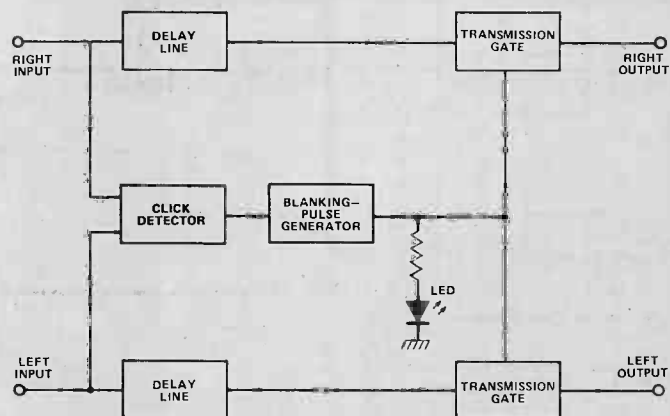 DELAY
LINE
TRANSMISSION
GATE
RIGHT
INPUT
RIGHT
OUTPUT
CLICK
DETECTOR
BLANKING—
PULSE
GENERATOR
LED
LEFT
INPUT
DELAY
LINE
TRANSMISSION
GATE
LEFT
OUTPUT